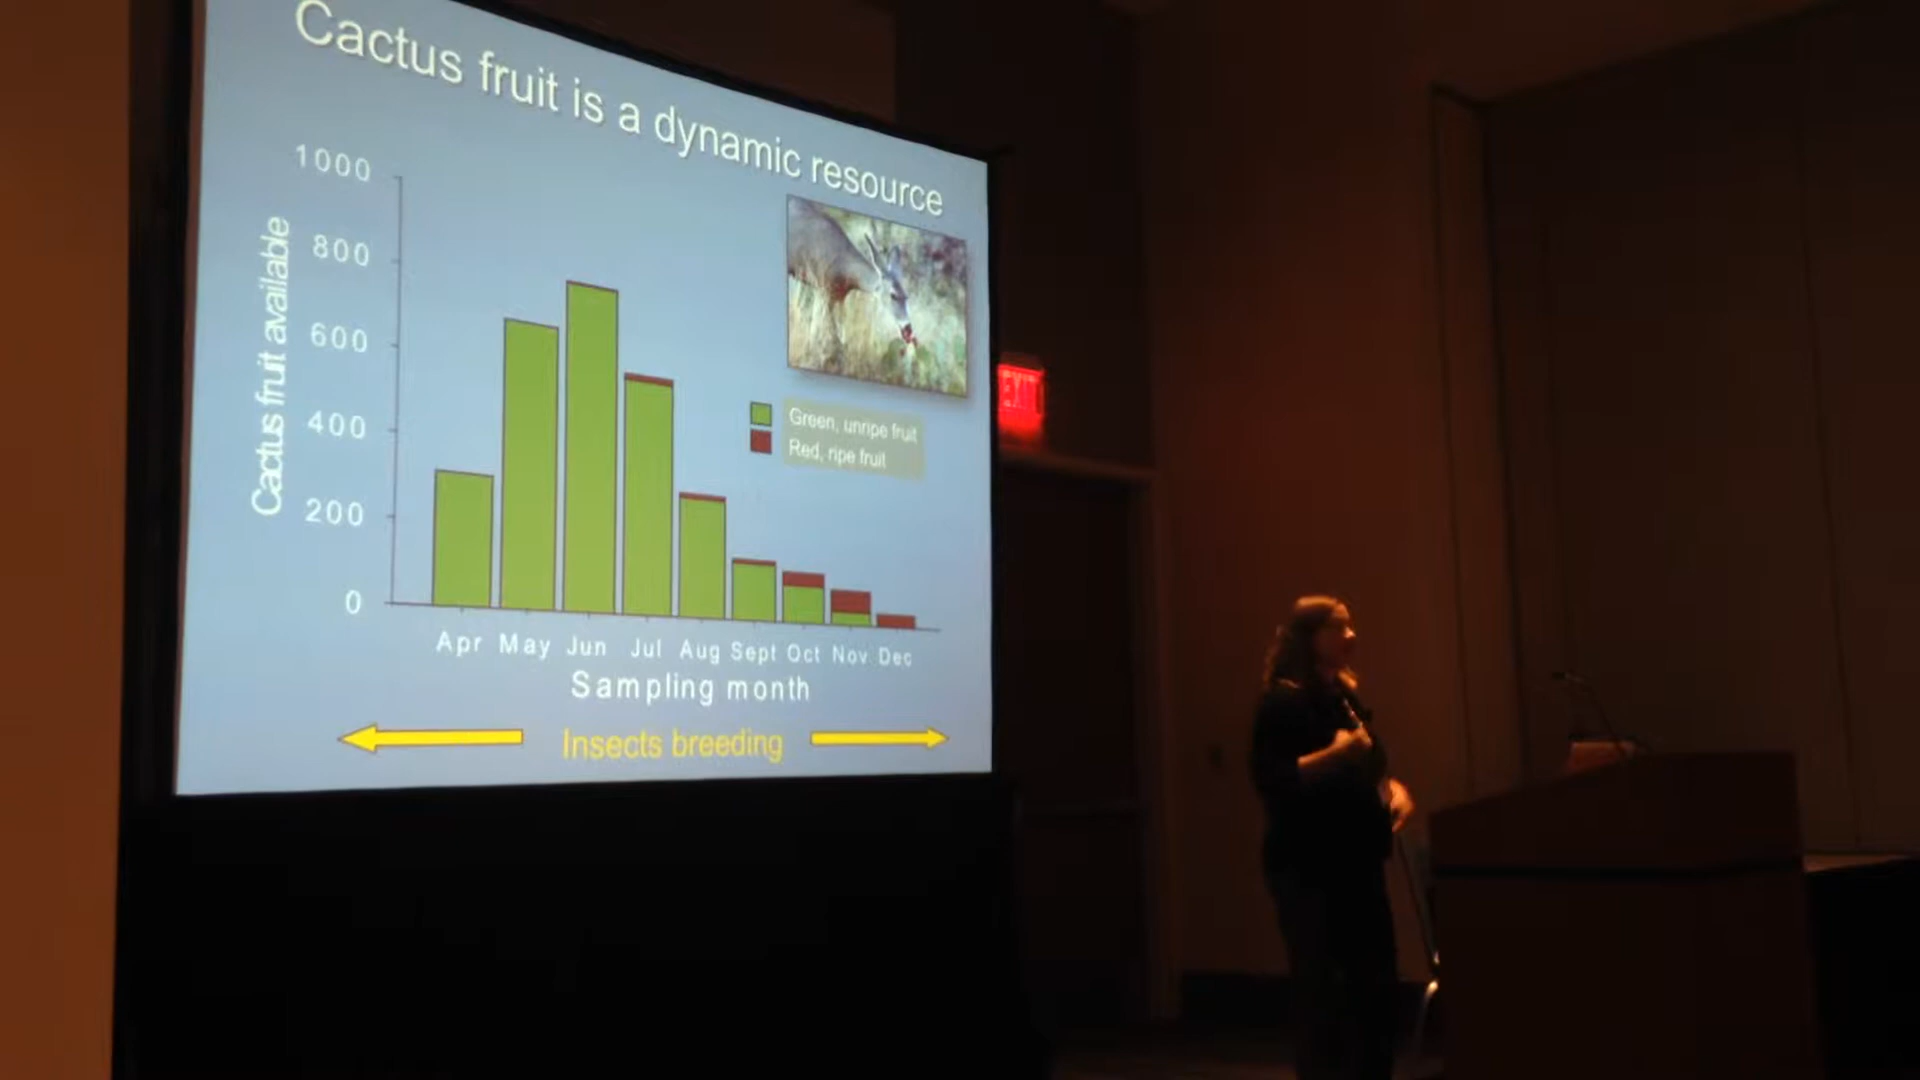 Cactus fruit is a dynamic resource
1000
800
600
400
200
0
Cactus fruit available
Green, unripe fruit
Red, ripe fruit
EXIT
Apr May Jun Jul Aug Sept Oct Nov Dec
Sampling month
Insects breeding